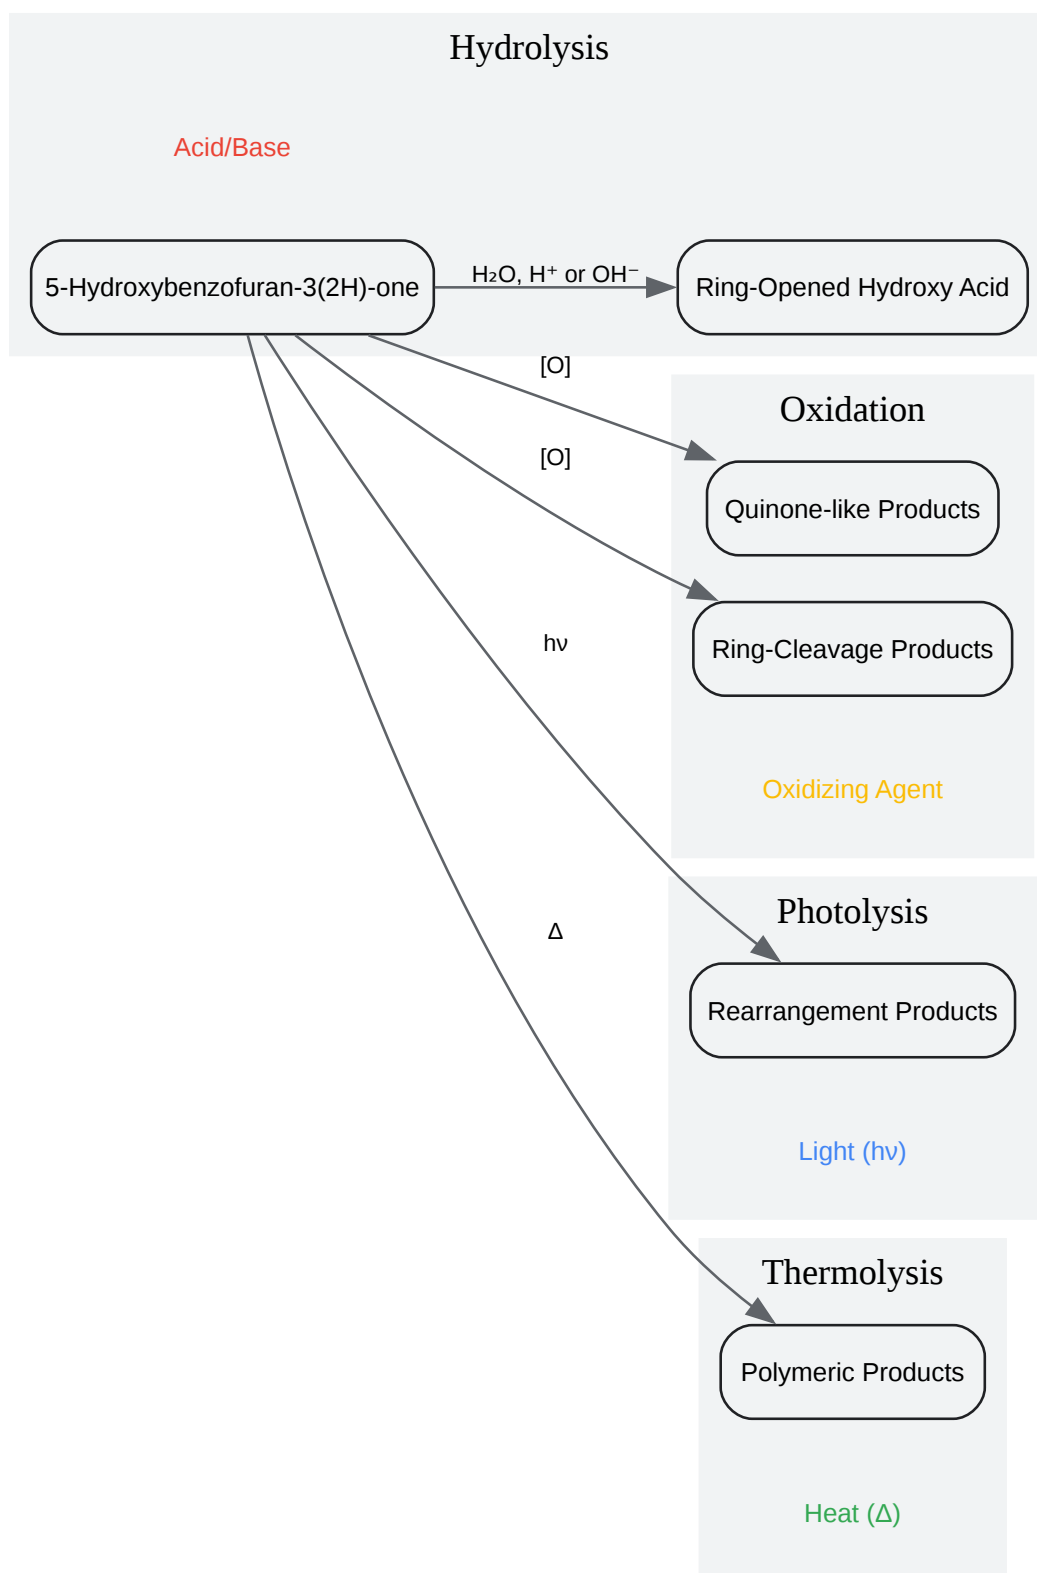 Hydrolysis
Acid/Base
5-Hydroxybenzofuran-3(2H)-one
H₂O, H⁺ or OH⁻
Ring-Opened Hydroxy Acid
[O]
Oxidation
[O]
Quinone-like Products
hν
Ring-Cleavage Products
Oxidizing Agent
Photolysis
Δ
Rearrangement Products
Light (hν)
Thermolysis
Polymeric Products
Heat (Δ)